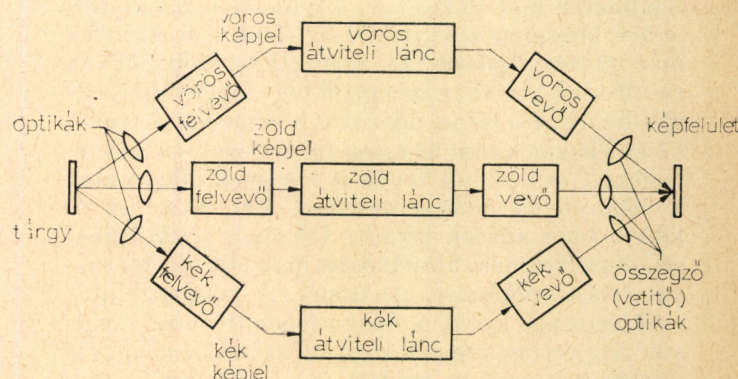 vörös
képjel
vörös
átviteli lánc
vörös
felvevő
vörös
vevő
optikák
képfelület
zöld
képjel
zöld
felvevő
zöld
átviteli lánc
zöld
vevő
tárgy
kék
felvevő
kék
vevő
összegző
(vetítő)
optikák
kék
átviteli lánc
kék
képjel